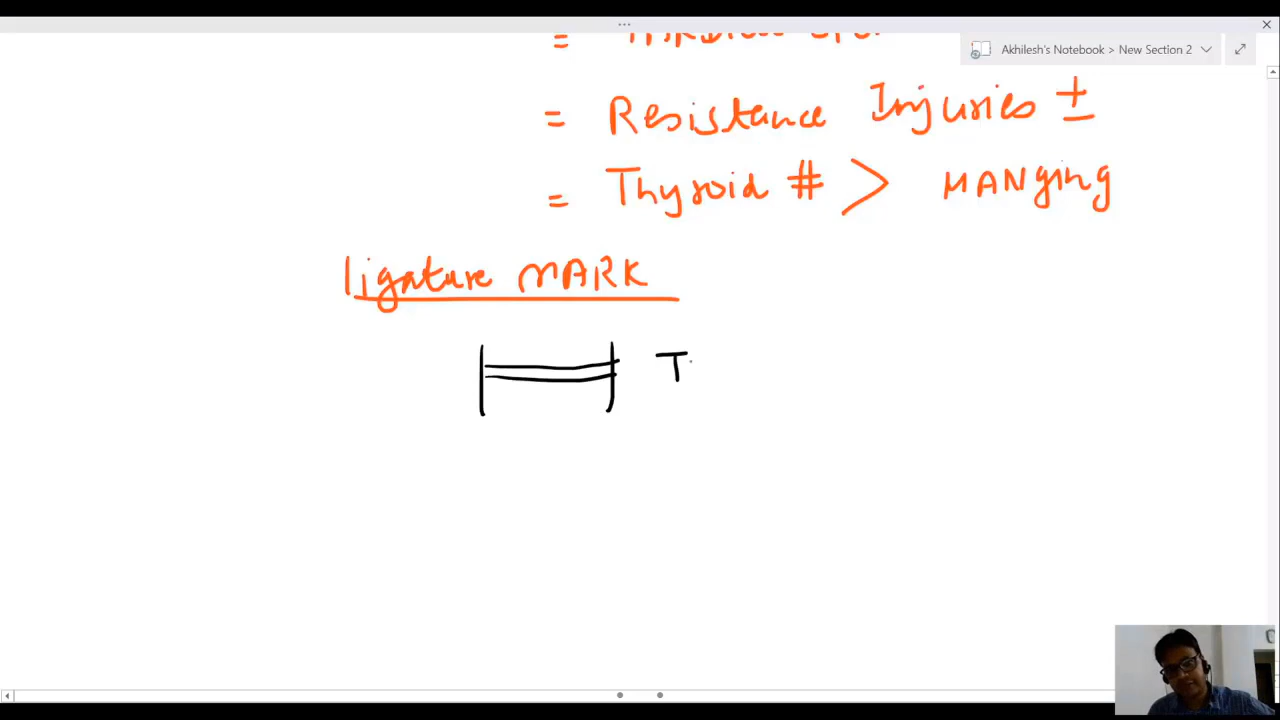 Akhilesh's Notebook > New Section 2
=
= Resistance Injuries ±
= Thyroid # > HANging
ligature MARK
T